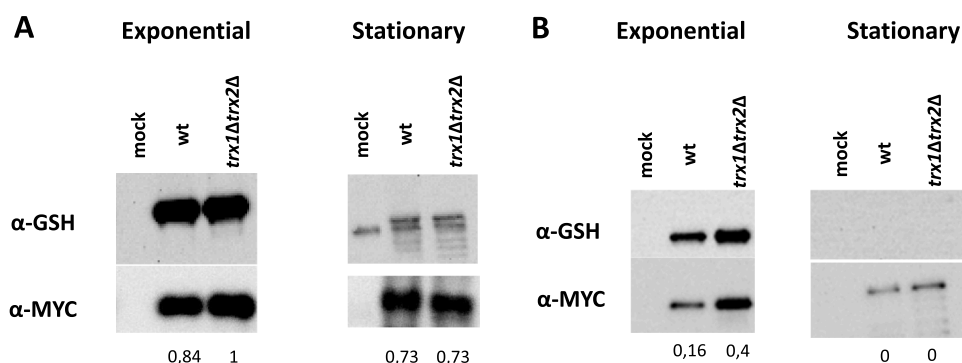 A
Exponential
Stationary
mock
wt
trx1Δtrx2Δ
mock
wt
trx1Δtrx2Δ
α-GSH
α-MYC
0,84 1
0.73 0.73
B
Exponential
Stationary
mock
wt
trx1Δtrx2Δ
mock
wt
trx1Δtrx2Δ
α-GSH
α-MYC
0,16 0,4
0 0